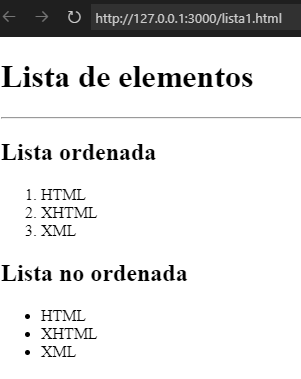 http://127.0.0.1:3000/lista1.html
Lista de elementos
Lista ordenada
1. HTML
2. XHTML
3. XML
Lista no ordenada
• HTML
• XHTML
• XML